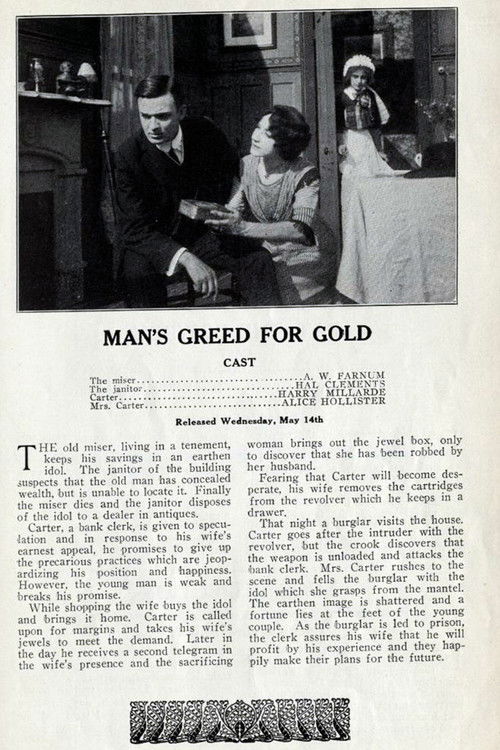 MAN'S GREED FOR GOLD
CAST
The miser..............................A. W. FARNUM
The janitor............................HAL CLEMENTS
Carter............................HARRY MILLARDE
Mrs. Carter.......................ALICE HOLLISTER
Released Wednesday, May 14th
THE old miser, living in a tenement,
keeps his savings in an earthen
idol. The janitor of the building
suspects that the old man has concealed
wealth, but is unable to locate it. Finally
the miser dies and the janitor disposes
of the idol to a dealer in antiques.
Carter, a bank clerk, is given to specu-
lation and in response to his wife's
earnest appeal, he promises to give up
the precarious practices which are jeop-
ardizing his position and happiness.
However, the young man is weak and
breaks his promise.
While shopping the wife buys the idol
and brings it home. Carter is called
upon for margins and takes his wife's
jewels to meet the demand. Later in
the day he receives a second telegram in
the wife's presence and the sacrificing
woman brings out the jewel box, only
to discover that she has been robbed by
her husband.
Fearing that Carter will become des-
perate, his wife removes the cartridges
from the revolver which he keeps in a
drawer.
That night a burglar visits the house.
Carter goes after the intruder with the
revolver, but the crook discovers that
the weapon is unloaded and attacks the
bank clerk. Mrs. Carter rushes to the
scene and fells the burglar with the
idol which she grasps from the mantel.
The earthen image is shattered and a
fortune lies at the feet of the young
couple. As the burglar is led to prison,
the clerk assures his wife that he will
profit by his experience and they hap-
pily make their plans for the future.